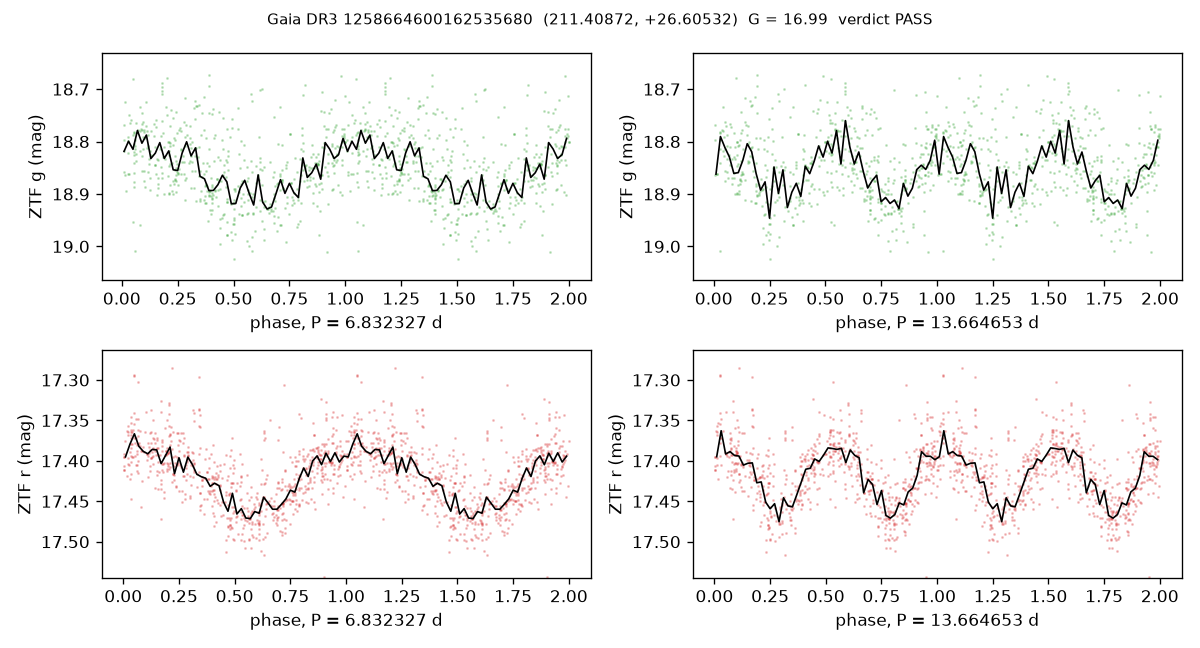 Gaia DR3 1258664600162535680  (211.40872, +26.60532)  G = 16.99  verdict PASS
ZTF g (mag)
18.7
18.8
18.9
19.0
0.00 0.25 0.50 0.75 1.00 1.25 1.50 1.75 2.00
phase, P = 6.832327 d
ZTF g (mag)
18.7
18.8
18.9
19.0
0.00 0.25 0.50 0.75 1.00 1.25 1.50 1.75 2.00
phase, P = 13.664653 d
ZTF r (mag)
17.30
17.35
17.40
17.45
17.50
0.00 0.25 0.50 0.75 1.00 1.25 1.50 1.75 2.00
phase, P = 6.832327 d
ZTF r (mag)
17.30
17.35
17.40
17.45
17.50
0.00 0.25 0.50 0.75 1.00 1.25 1.50 1.75 2.00
phase, P = 13.664653 d